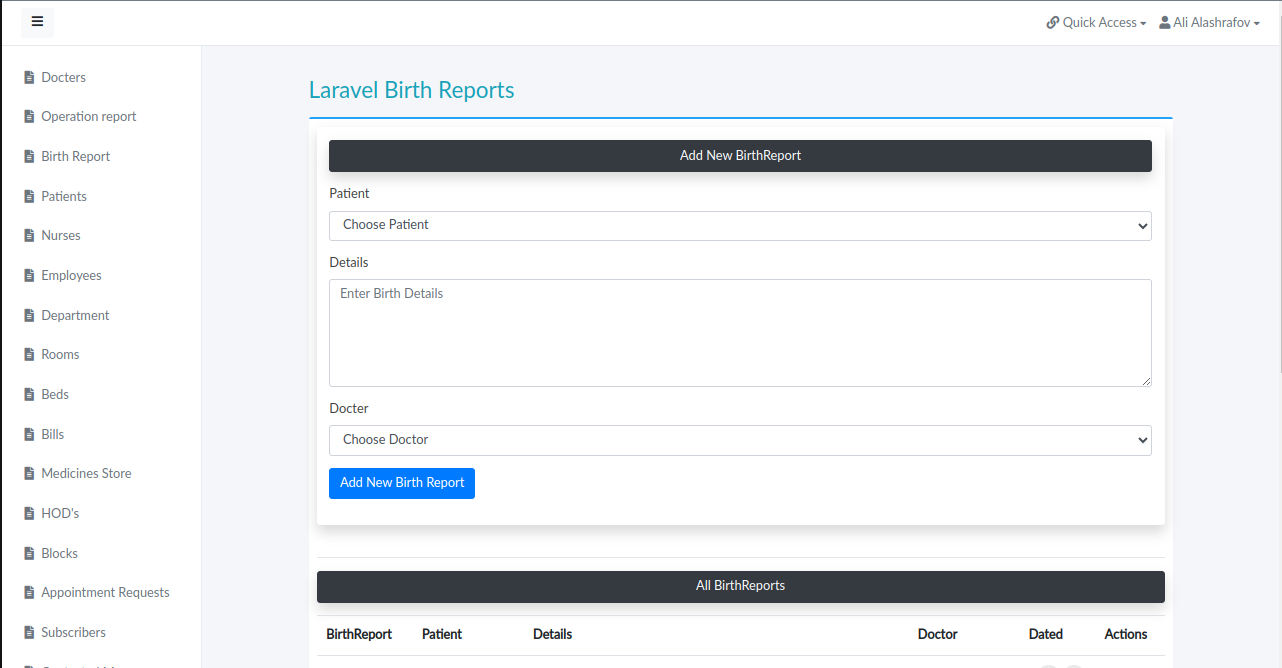 Quick Access
Ali Alashrafov
Docters
Operation report
Birth Report
Patients
Nurses
Employees
Department
Rooms
Beds
Bills
Medicines Store
HOD's
Blocks
Appointment Requests
Subscribers
Laravel Birth Reports
Add New BirthReport
Patient
Choose Patient
Details
Enter Birth Details
Docter
Choose Doctor
Add New Birth Report
All BirthReports
BirthReport Patient Details Doctor Dated Actions